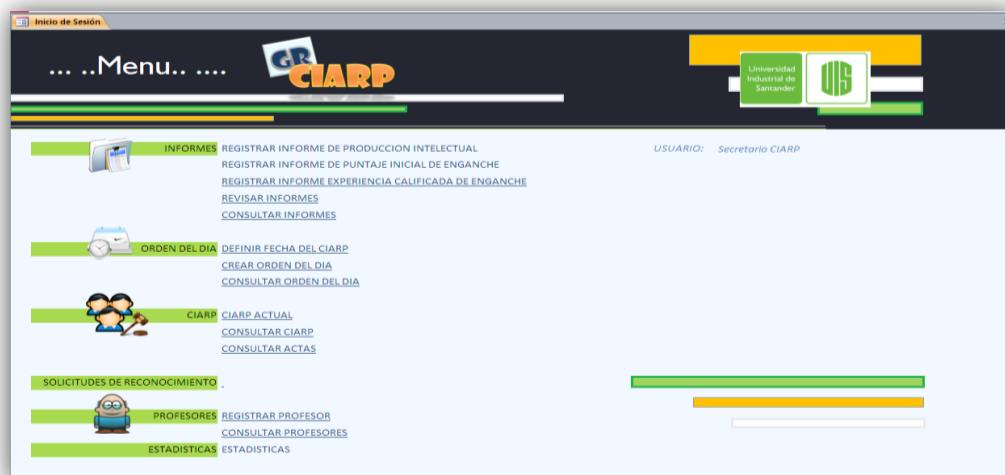 Inicio de Sesión
... ..Menu.. ....
GR
CIARP
Universidad
Industrial de
Santander
UIS
INFORMES REGISTRAR INFORME DE PRODUCCION INTELECTUAL
USUARIO: Secretario CIARP
REGISTRAR INFORME DE PUNTAJE INICIAL DE ENGANCHE
REGISTRAR INFORME EXPERIENCIA CALIFICADA DE ENGANCHE
REVISAR INFORMES
CONSULTAR INFORMES
ORDEN DEL DIA DEFINIR FECHA DEL CIARP
CREAR ORDEN DEL DIA
CONSULTAR ORDEN DEL DIA
CIARP CIARP ACTUAL
CONSULTAR CIARP
CONSULTAR ACTAS
SOLICITUDES DE RECONOCIMIENTO
PROFESORES REGISTRAR PROFESOR
CONSULTAR PROFESORES
ESTADISTICAS ESTADISTICAS